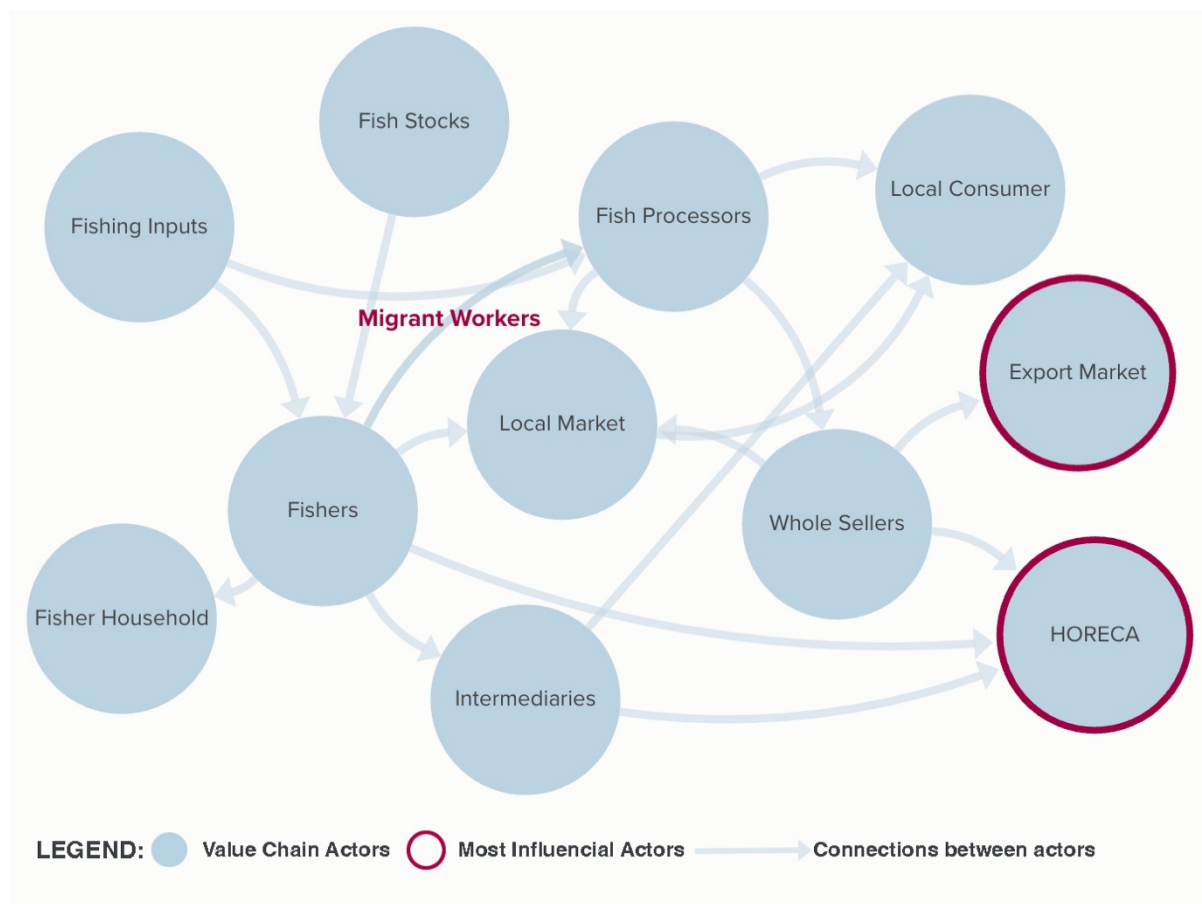 Fish Stocks
Fishing Inputs
Fish Processors
Local Consumer
Migrant Workers
Export Market
Local Market
Fishers
Whole Sellers
Fisher Household
HORECA
Intermediaries
LEGEND: Value Chain Actors Most Influencial Actors Connections between actors